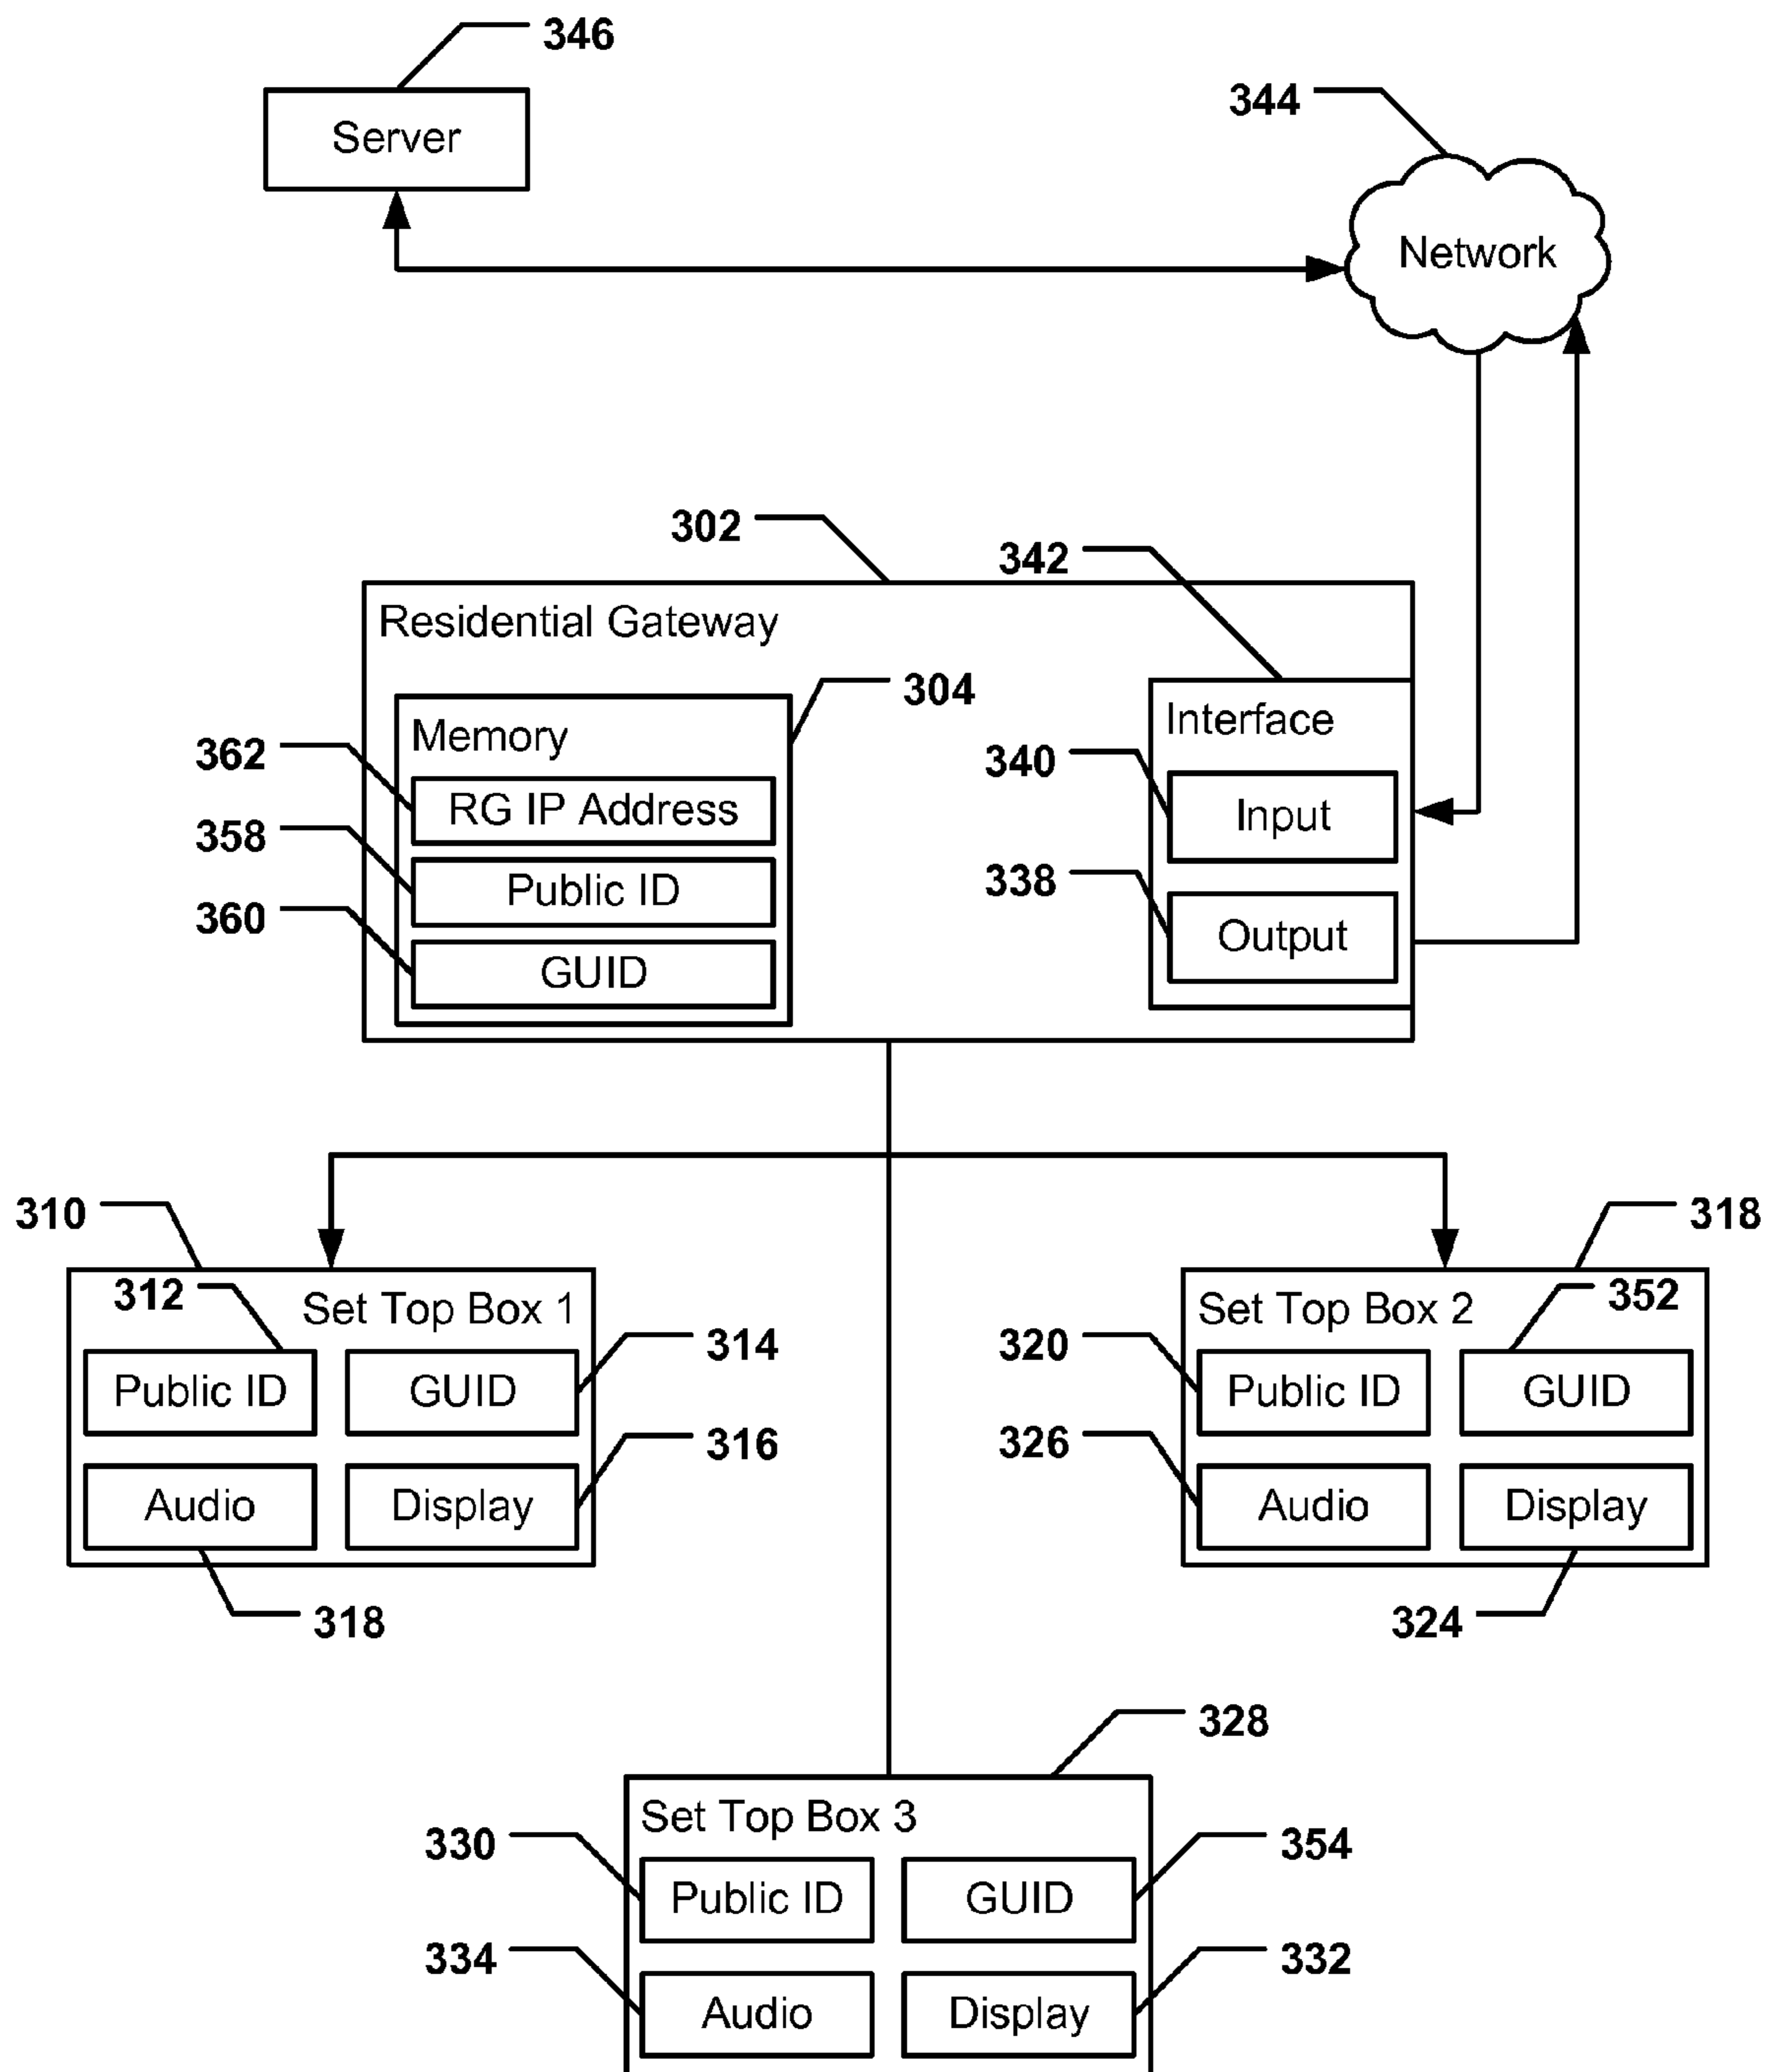 346
Server
344
Network
302
342
Residential Gateway
304
Memory
Interface
362
RG IP Address
340
Input
358
Public ID
338
Output
360
GUID
310
318
312
Set Top Box 1
Set Top Box 2
352
314
320
Public ID
GUID
Public ID
GUID
316
326
Audio
Display
Audio
Display
318
324
328
Set Top Box 3
330
354
Public ID
GUID
334
332
Audio
Display